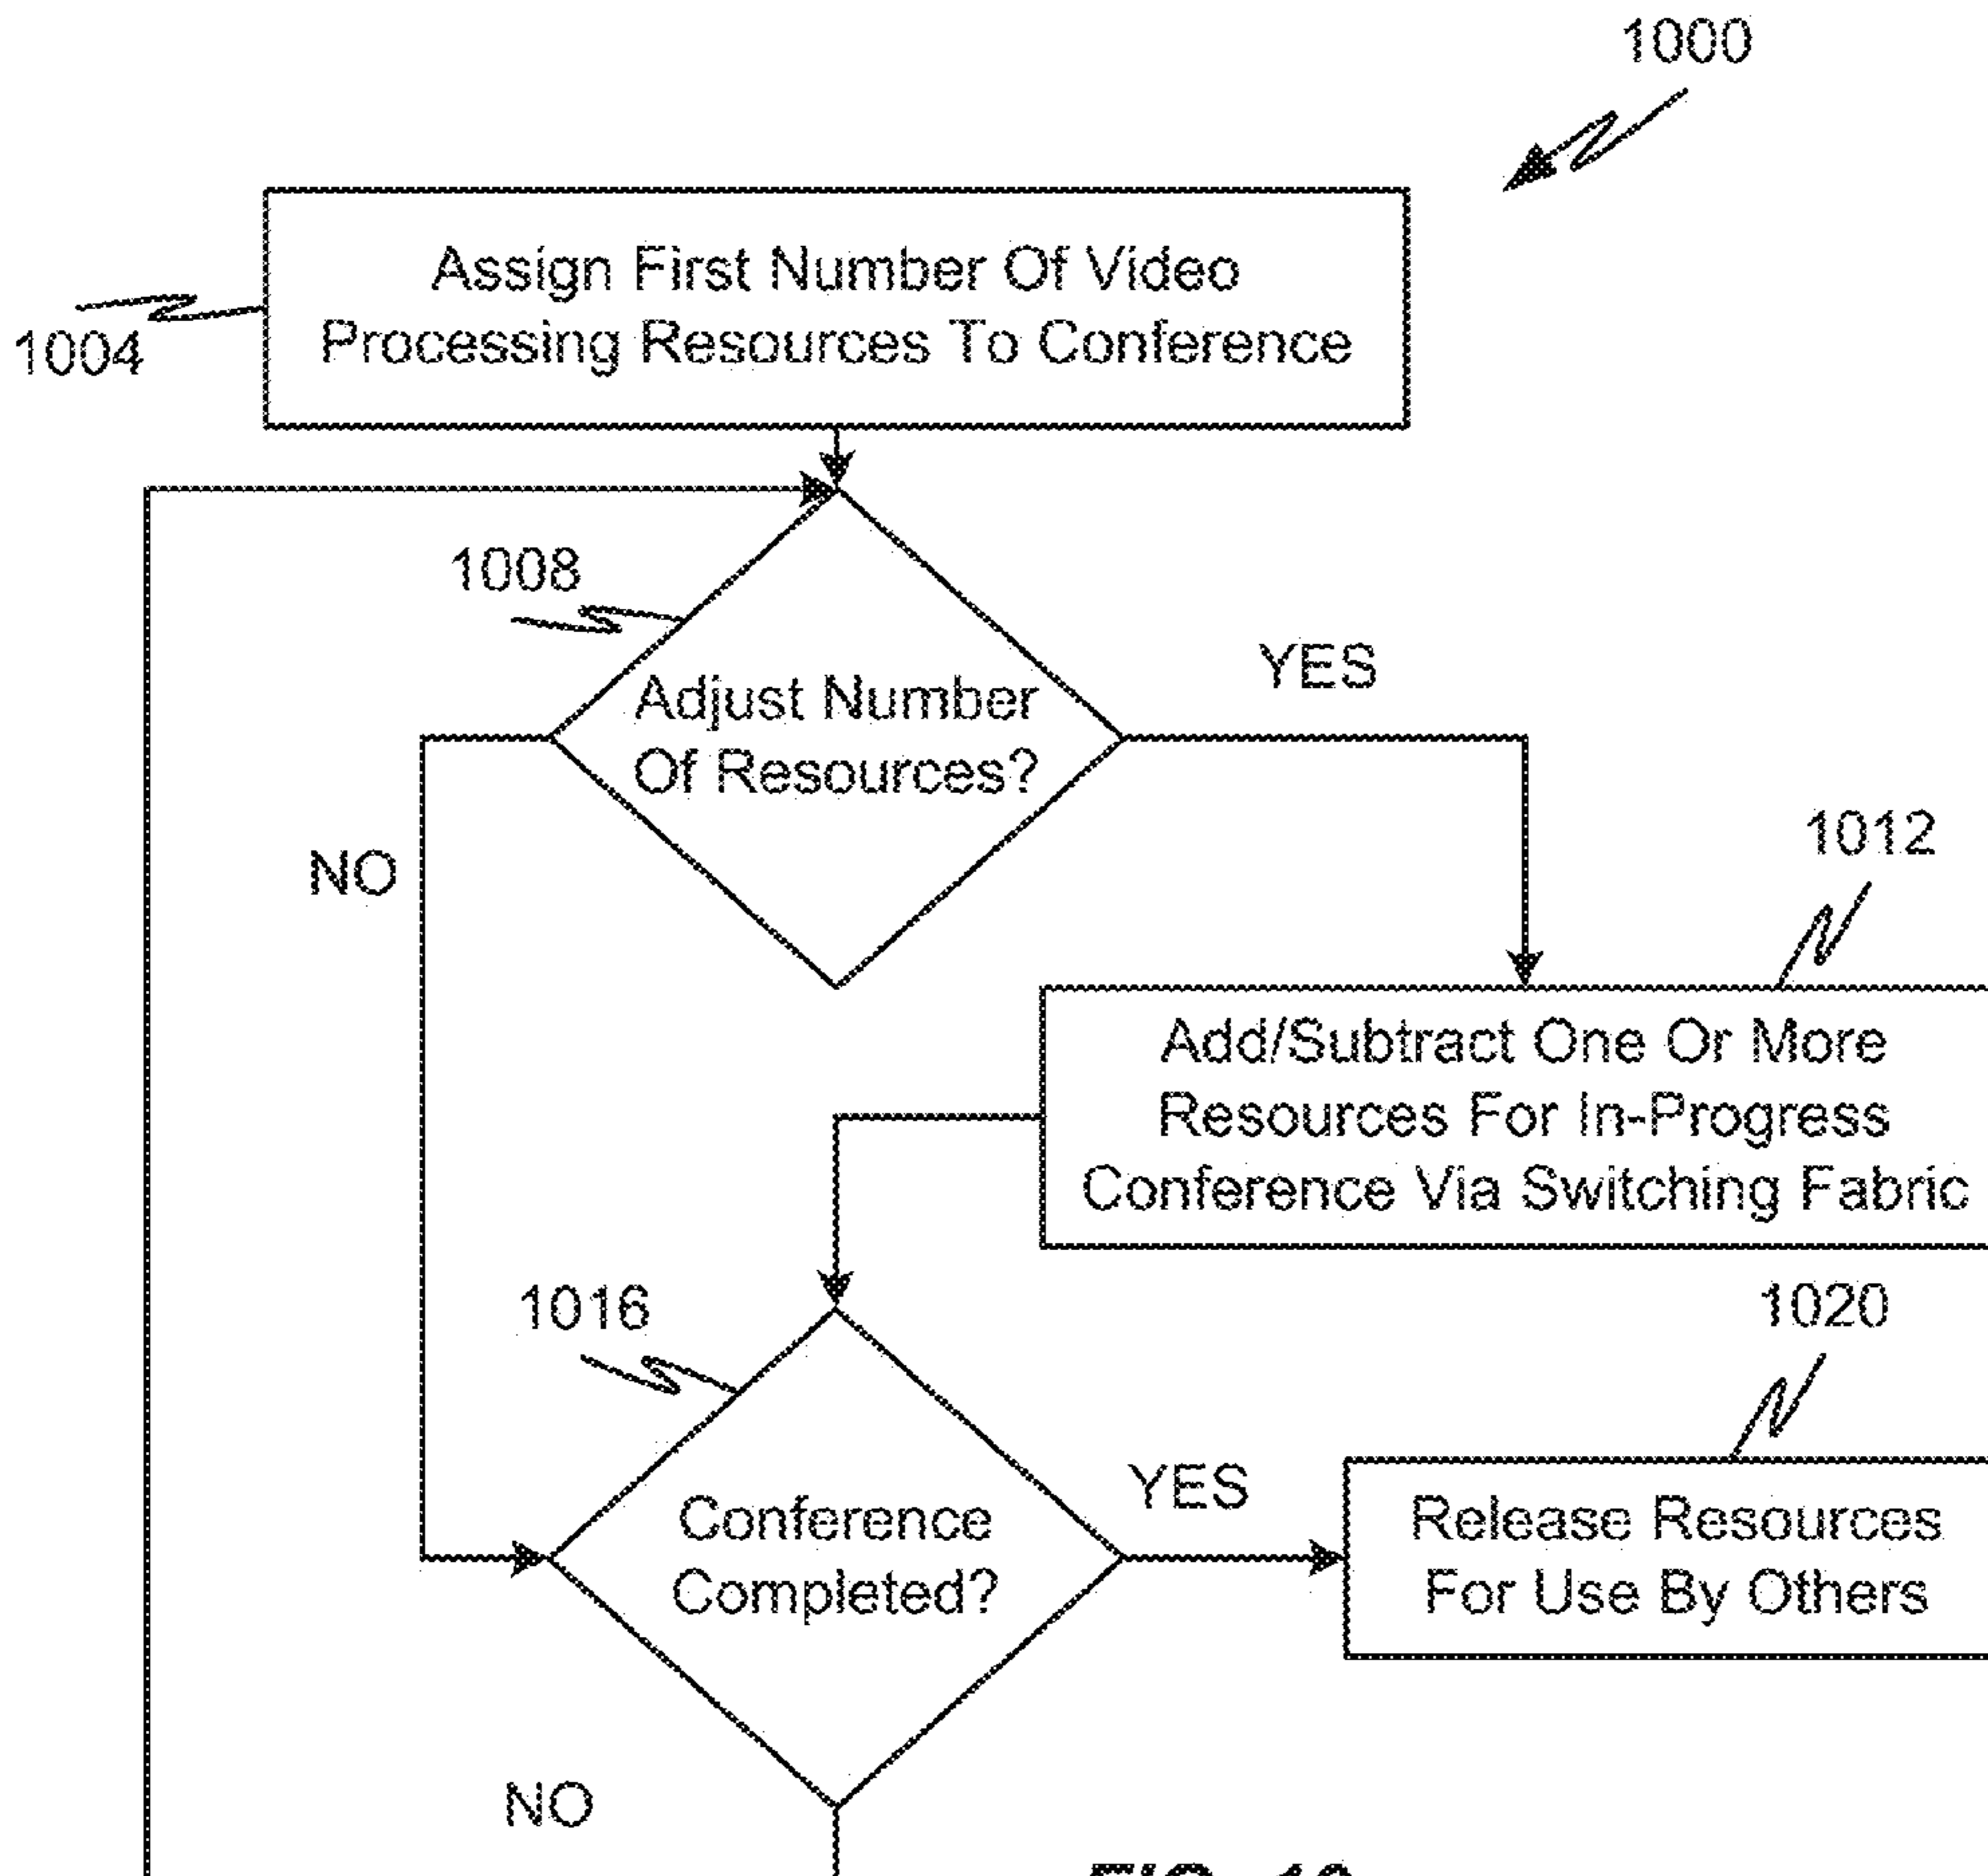 1000
Assign First Number Of Video
Processing Resources To Conference
1004
1008
Adjust Number
Of Resources?
YES
NO
1012
Add/Subtract One Or More
Resources For In-Progress
Conference Via Switching Fabric
1016
1020
Conference
Completed?
YES
Release Resources
For Use By Others
NO